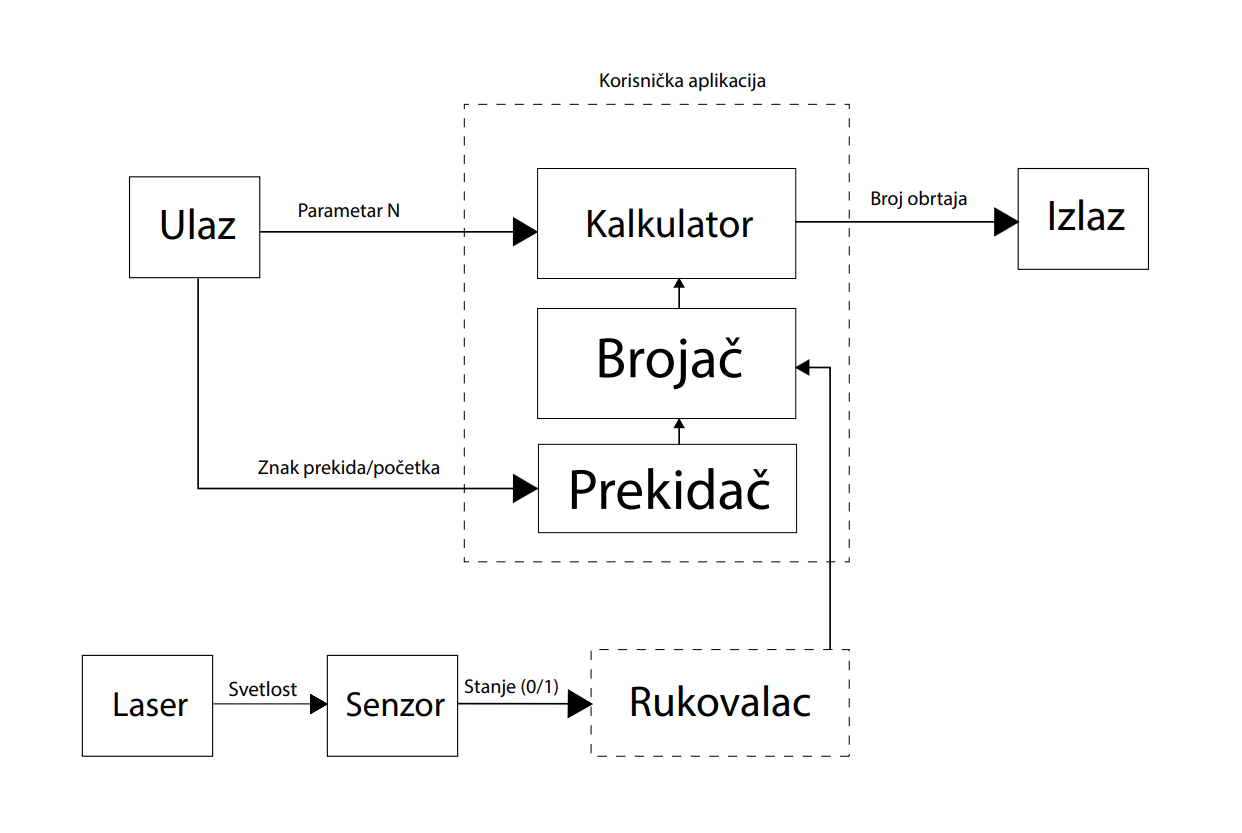 Korisnička aplikacija
Ulaz
Parametar N
Kalkulator
Broj obrtaja
Izlaz
Brojač
Znak prekida/početka
Prekidač
Laser
Svetlost
Senzor
Stanje (0/1)
Rukovalac